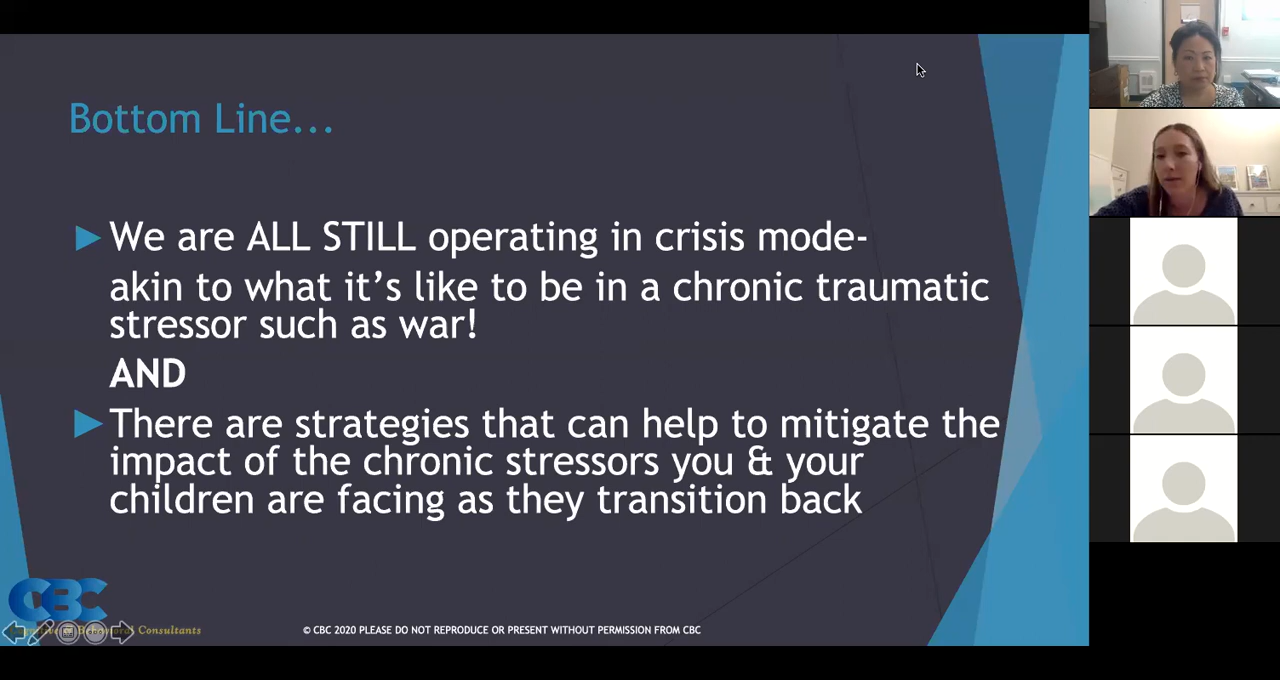 Bottom Line...
We are ALL STILL operating in crisis mode-
akin to what it’s like to be in a chronic traumatic
stressor such as war!
AND
There are strategies that can help to mitigate the
impact of the chronic stressors you & your
children are facing as they transition back
CBC
Cognitive & Behavioral Consultants
© CBC 2020 PLEASE DO NOT REPRODUCE OR PRESENT WITHOUT PERMISSION FROM CBC